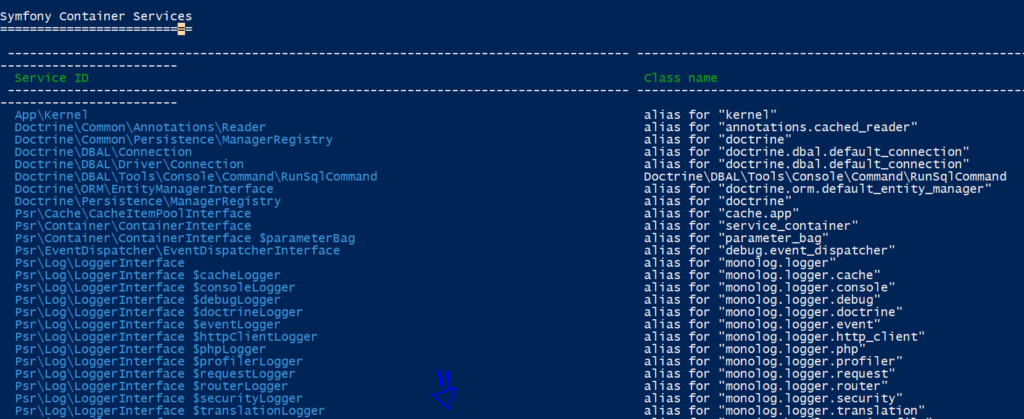 Symfony Container Services
==========================
------------------------------------------------------------------------------------- -----------------------------------------------------
------------------------
Service ID Class name
------------------------------------------------------------------------------------- -----------------------------------------------------
------------------------
App\Kernel alias for "kernel"
Doctrine\Common\Annotations\Reader alias for "annotations.cached_reader"
Doctrine\Common\Persistence\ManagerRegistry alias for "doctrine"
Doctrine\DBAL\Connection alias for "doctrine.dbal.default_connection"
Doctrine\DBAL\Driver\Connection alias for "doctrine.dbal.default_connection"
Doctrine\DBAL\Tools\Console\Command\RunSqlCommand Doctrine\DBAL\Tools\Console\Command\RunSqlCommand
Doctrine\ORM\EntityManagerInterface alias for "doctrine.orm.default_entity_manager"
Doctrine\Persistence\ManagerRegistry alias for "doctrine"
Psr\Cache\CacheItemPoolInterface alias for "cache.app"
Psr\Container\ContainerInterface alias for "service_container"
Psr\Container\ContainerInterface $parameterBag alias for "parameter_bag"
Psr\EventDispatcher\EventDispatcherInterface alias for "debug.event_dispatcher"
Psr\Log\LoggerInterface alias for "monolog.logger"
Psr\Log\LoggerInterface $cacheLogger alias for "monolog.logger.cache"
Psr\Log\LoggerInterface $consoleLogger alias for "monolog.logger.console"
Psr\Log\LoggerInterface $debugLogger alias for "monolog.logger.debug"
Psr\Log\LoggerInterface $doctrineLogger alias for "monolog.logger.doctrine"
Psr\Log\LoggerInterface $eventLogger alias for "monolog.logger.event"
Psr\Log\LoggerInterface $httpClientLogger alias for "monolog.logger.http_client"
Psr\Log\LoggerInterface $phpLogger alias for "monolog.logger.php"
Psr\Log\LoggerInterface $profilerLogger alias for "monolog.logger.profiler"
Psr\Log\LoggerInterface $requestLogger alias for "monolog.logger.request"
Psr\Log\LoggerInterface $routerLogger alias for "monolog.logger.router"
Psr\Log\LoggerInterface $securityLogger alias for "monolog.logger.security"
Psr\Log\LoggerInterface $translationLogger alias for "monolog.logger.translation"